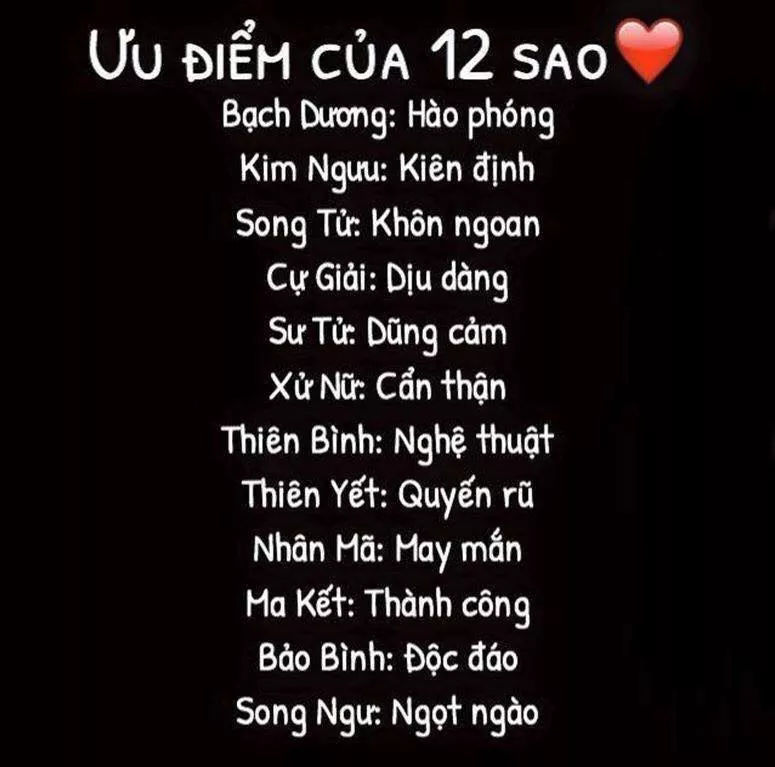 ƯU ĐIỂM CỦA 12 SAO❤️
Bạch Dương: Hào phóng
Kim Ngưu: Kiên định
Song Tử: Khôn ngoan
Cự Giải: Dịu dàng
Sư Tử: Dũng cảm
Xử Nữ: Cẩn thận
Thiên Bình: Nghệ thuật
Thiên Yết: Quyến rũ
Nhân Mã: May mắn
Ma Kết: Thành công
Bảo Bình: Độc đáo
Song Ngư: Ngọt ngào